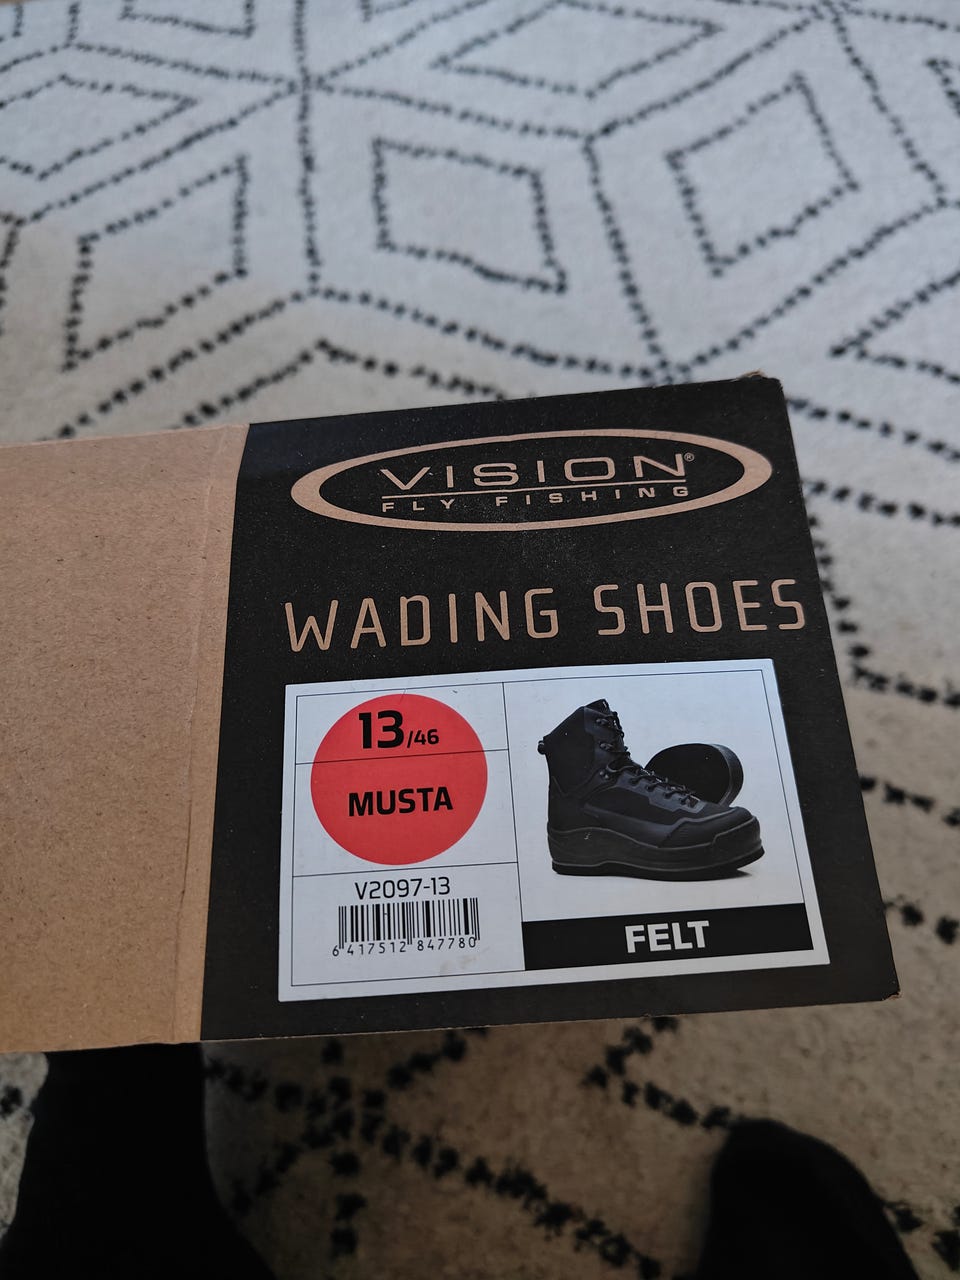 VISION®
FLY FISHING
WADING SHOES
13/46
MUSTA
V2097-13
6 417512 847780
FELT